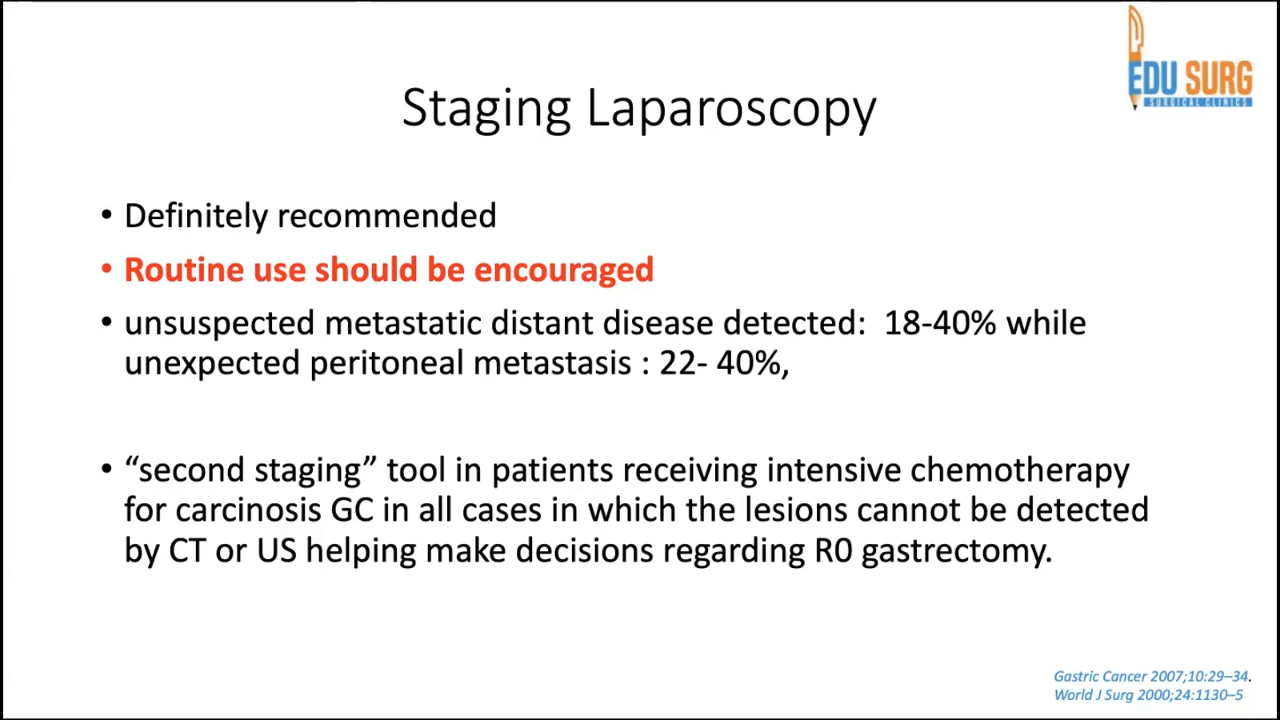 EDU SURG
SURGICAL CLINICS
Staging Laparoscopy
• Definitely recommended
• Routine use should be encouraged
• unsuspected metastatic distant disease detected: 18-40% while
unexpected peritoneal metastasis : 22- 40%,
• “second staging” tool in patients receiving intensive chemotherapy
for carcinosis GC in all cases in which the lesions cannot be detected
by CT or US helping make decisions regarding R0 gastrectomy.
Gastric Cancer 2007;10:29–34.
World J Surg 2000;24:1130–5